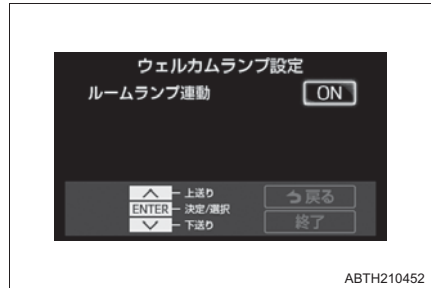 ウェルカムランプ設定
ルームランプ連動 ON
上送り
ENTER 決定/選択
下送り
戻る
終了
ABTH210452